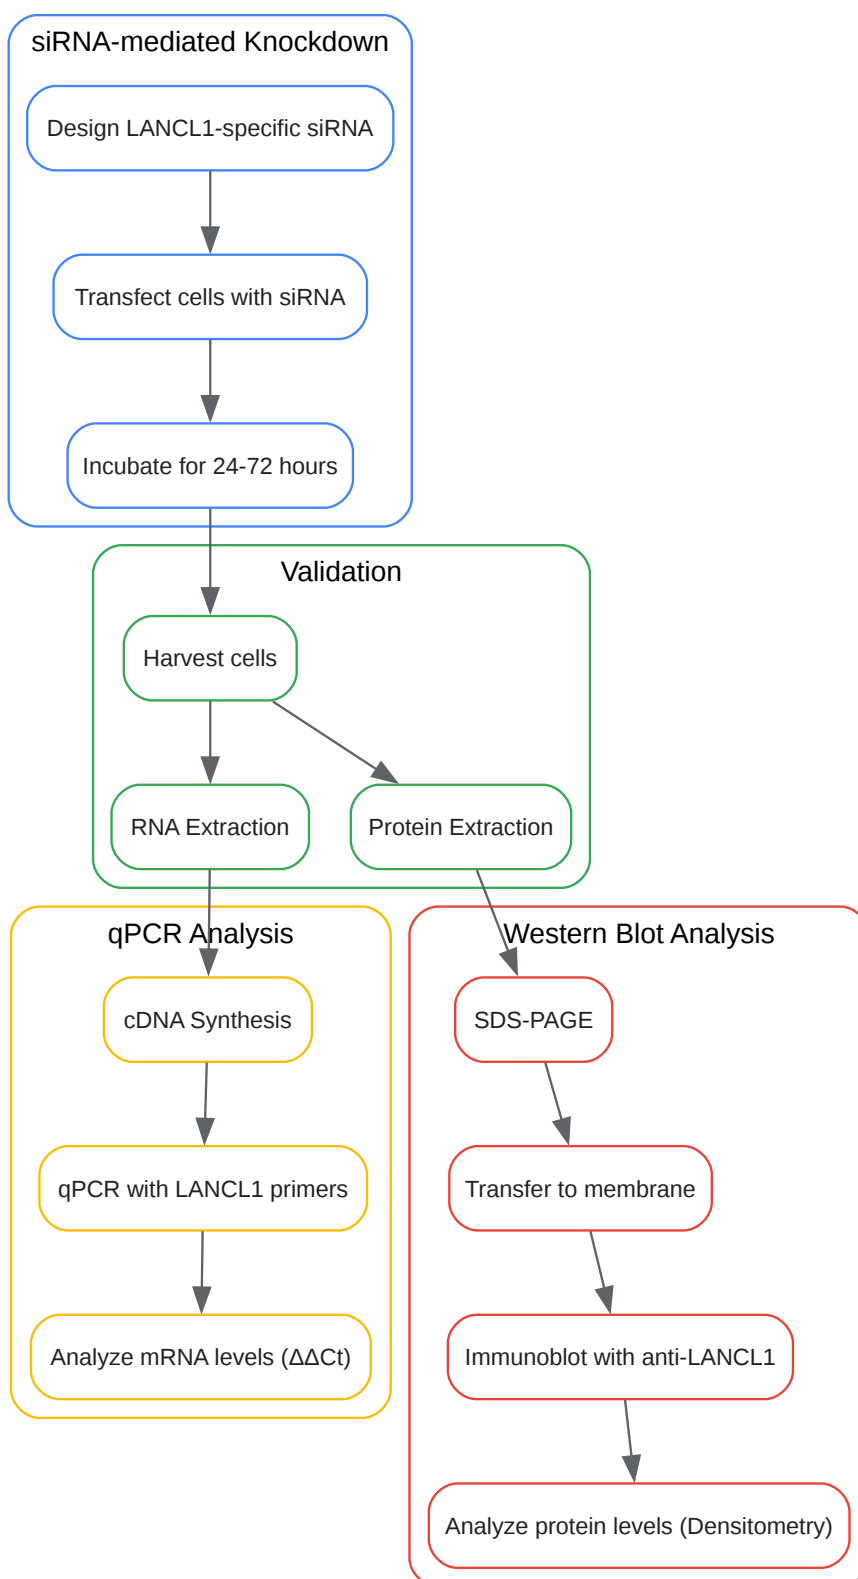 siRNA-mediated Knockdown
Design LANCL1-specific siRNA
Transfect cells with siRNA
Incubate for 24-72 hours
Validation
Harvest cells
RNA Extraction
Protein Extraction
qPCR Analysis
cDNA Synthesis
qPCR with LANCL1 primers
Analyze mRNA levels (ΔΔCt)
Western Blot Analysis
SDS-PAGE
Transfer to membrane
Immunoblot with anti-LANCL1
Analyze protein levels (Densitometry)